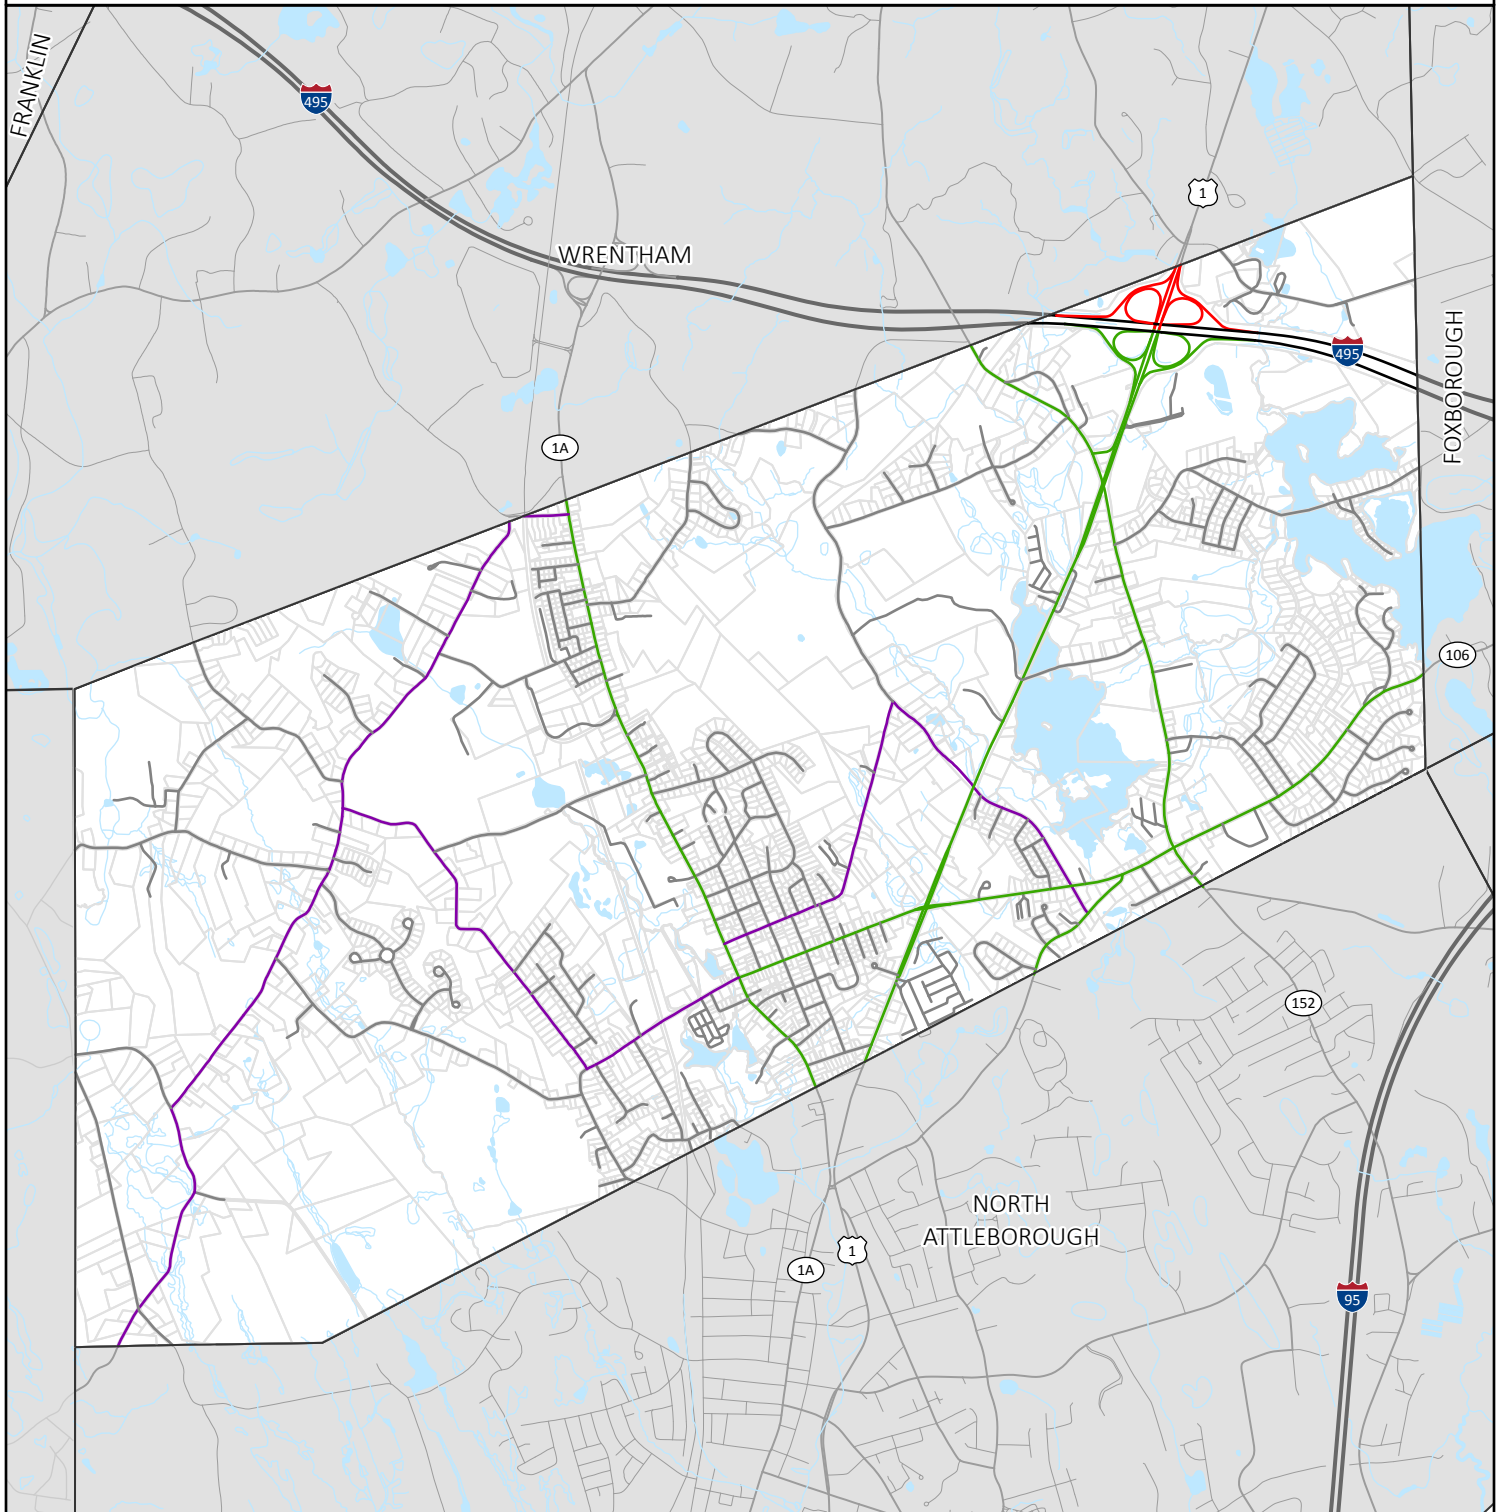 FRANKLIN
495
1
WRENTHAM
495
FOXBOROUGH
1A
106
152
NORTH
ATTLEBOROUGH
1
1A
95